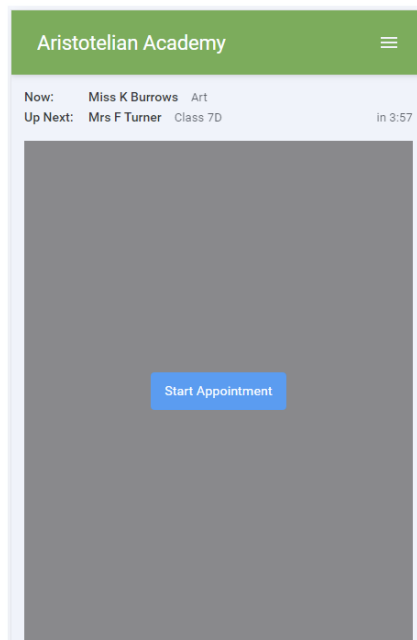 Aristotelian Academy
Now: Miss K Burrows Art
Up Next: Mrs F Turner Class 7D in 3:57
Start Appointment